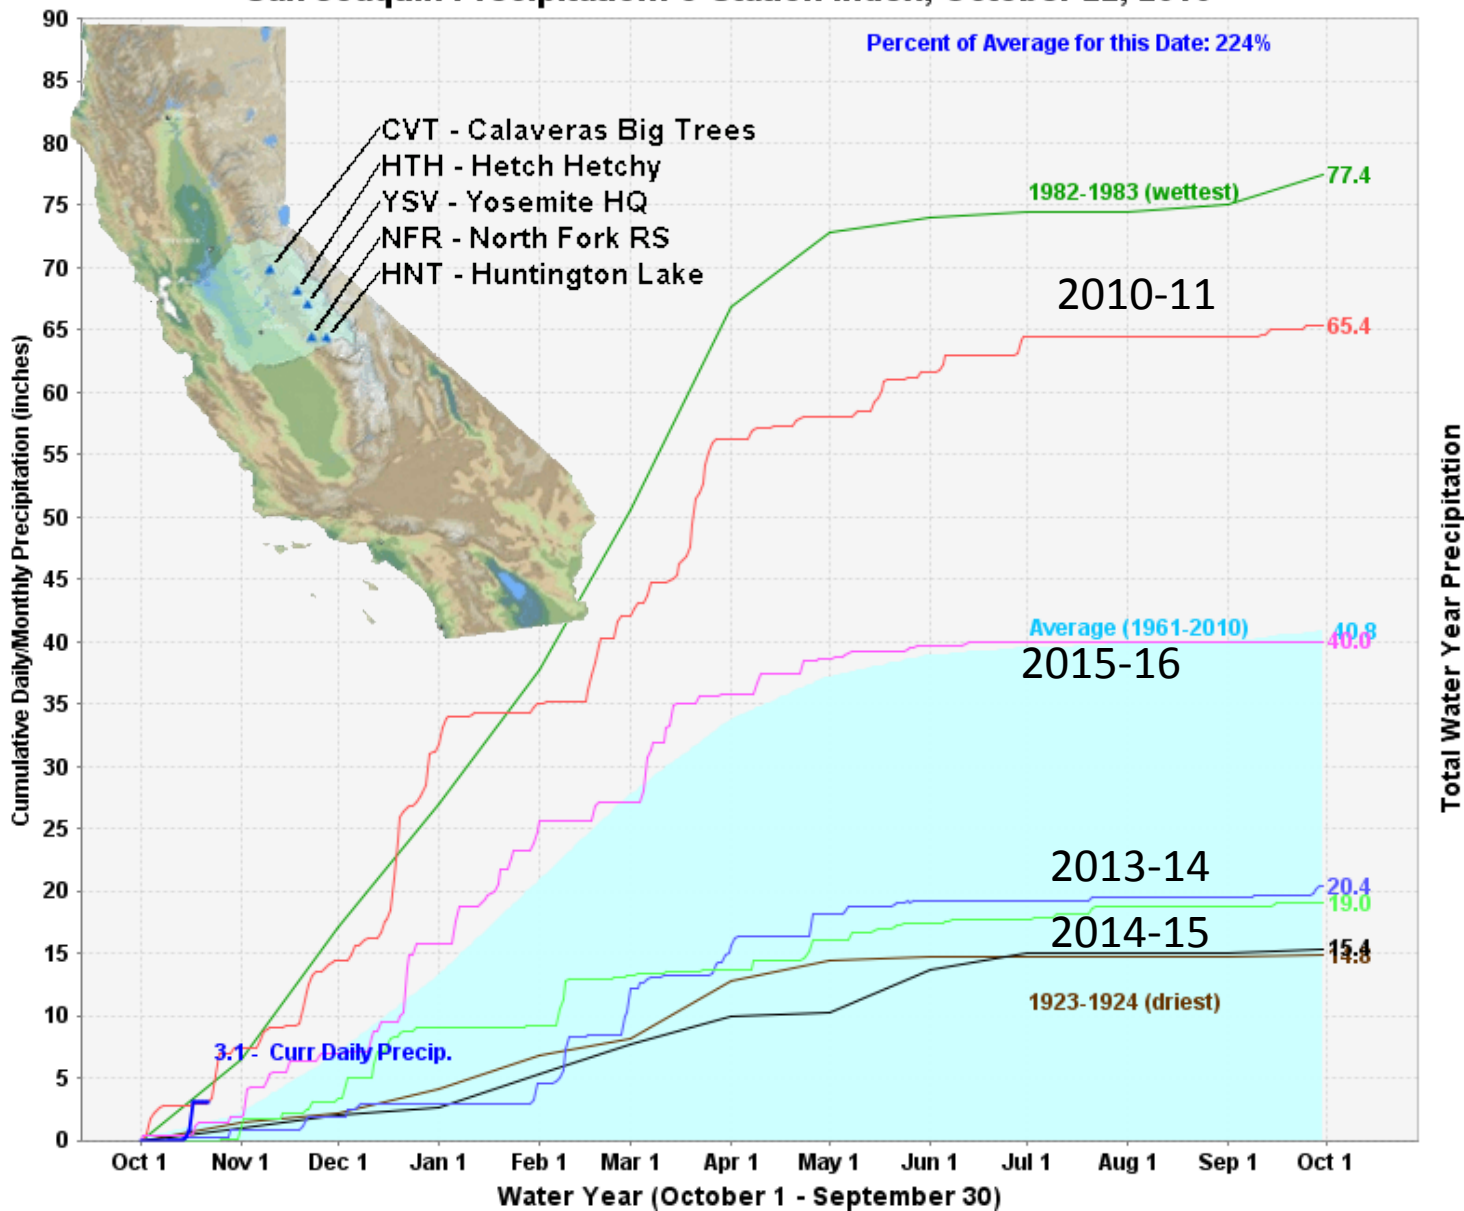 Percent of Average for this Date: 224%
CVT - Calaveras Big Trees
HTH - Hetch Hetchy
YSV - Yosemite HQ
NFR - North Fork RS
HNT - Huntington Lake
90
85
80
75
70
65
60
55
50
45
40
35
30
25
20
15
10
5
0
Cumulative Daily/Monthly Precipitation (inches)
1982-1983 (wettest)
77.4
2010-11
65.4
Average (1961-2010)
40.8
40.0
2015-16
2013-14
20.4
19.0
2014-15
15.4
14.8
1923-1924 (driest)
3.1 - Curr Daily Precip.
Total Water Year Precipitation
Oct 1 Nov 1 Dec 1 Jan 1 Feb 1 Mar 1 Apr 1 May 1 Jun 1 Jul 1 Aug 1 Sep 1 Oct 1
Water Year (October 1 - September 30)